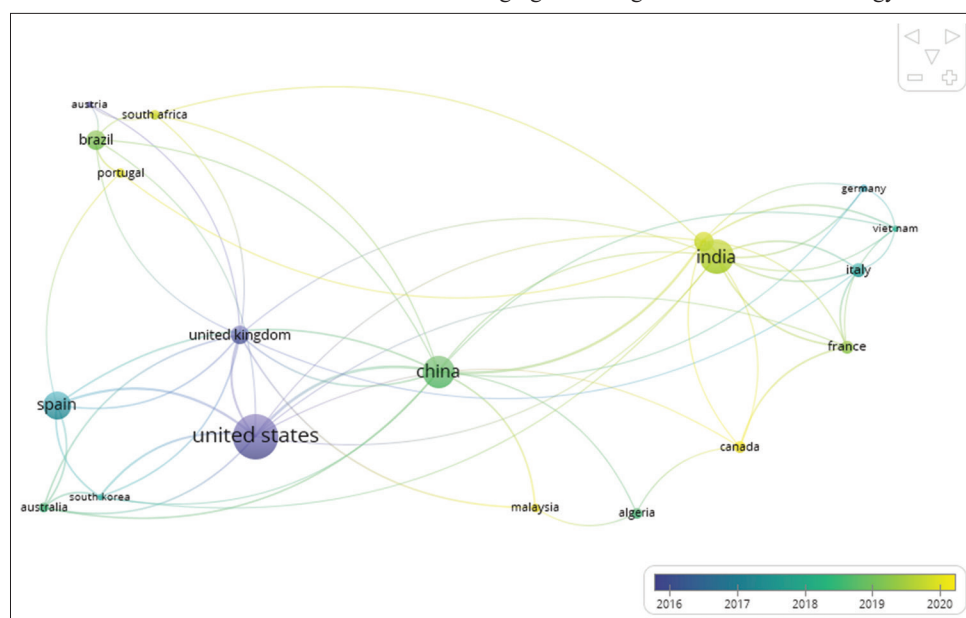 austria
south africa
brazil
portugal
germany
viet nam
india
italy
united kingdom
france
china
spain
united states
canada
south korea
australia
malaysia
algeria
2016 2017 2018 2019 2020